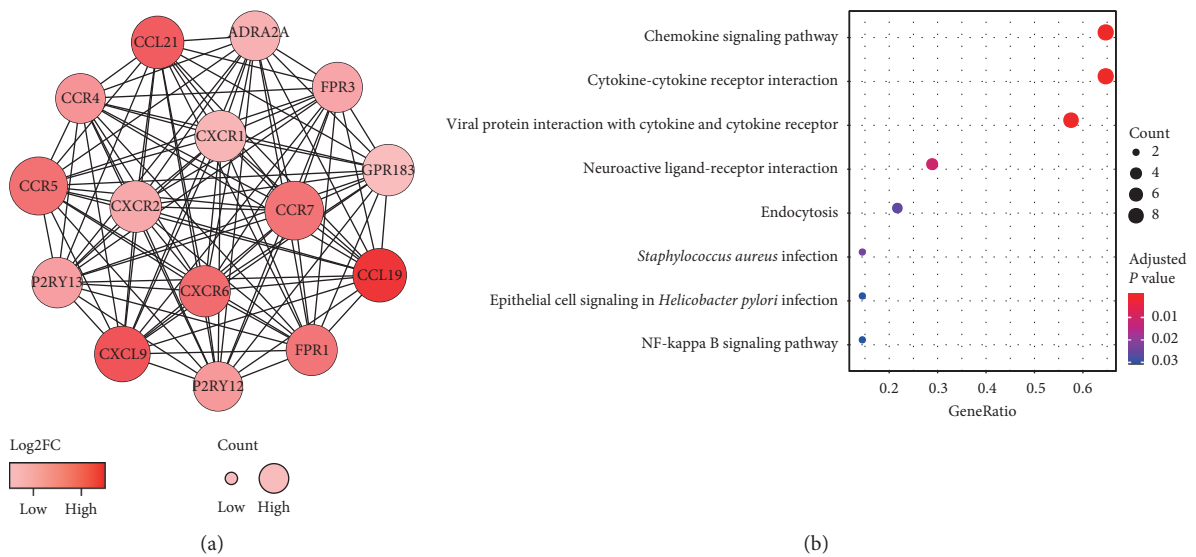 CCL21
ADRA2A
CCR4
FPR3
CXCR1
GPR183
CCR5
CXCR2
CCR7
P2RY13
CXCR6
CCL19
CXCL9
FPR1
P2RY12
Log2FC
Low High
Count
Low High
(a)
Chemokine signaling pathway
Cytokine-cytokine receptor interaction
Viral protein interaction with cytokine and cytokine receptor
Neuroactive ligand-receptor interaction
Endocytosis
Staphylococcus aureus infection
Epithelial cell signaling in Helicobacter pylori infection
NF-kappa B signaling pathway
0.2 0.3 0.4 0.5 0.6
GeneRatio
Count
2
4
6
8
Adjusted
P value
0.01
0.02
0.03
(b)